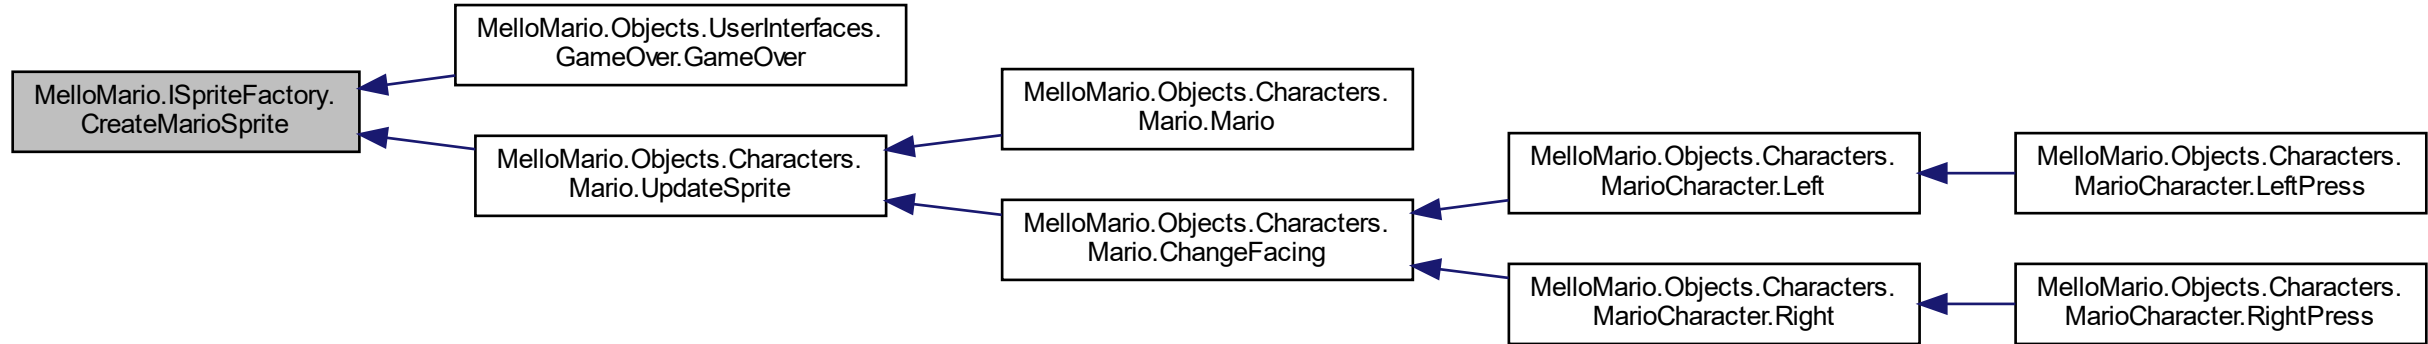 MelloMario.ISpriteFactory.
CreateMarioSprite
MelloMario.Objects.UserInterfaces.
GameOver.GameOver
MelloMario.Objects.Characters.
Mario.UpdateSprite
MelloMario.Objects.Characters.
Mario.Mario
MelloMario.Objects.Characters.
Mario.ChangeFacing
MelloMario.Objects.Characters.
MarioCharacter.Left
MelloMario.Objects.Characters.
MarioCharacter.LeftPress
MelloMario.Objects.Characters.
MarioCharacter.Right
MelloMario.Objects.Characters.
MarioCharacter.RightPress